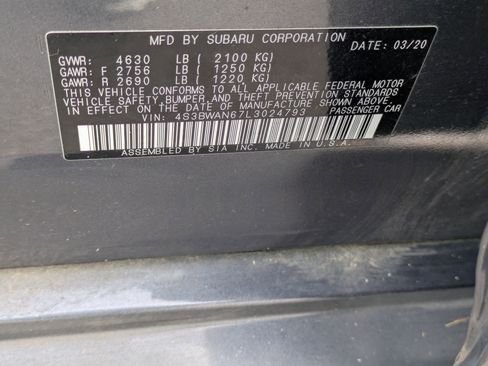 MFD BY SUBARU CORPORATION
DATE: 03/20
GVWR: 4630 LB ( 2100 KG)
GAWR: F 2756 LB ( 1250 KG)
GAWR: R 2690 LB ( 1220 KG)
THIS VEHICLE CONFORMS TO ALL APPLICABLE FEDERAL MOTOR
VEHICLE SAFETY,BUMPER,AND THEFT PREVENTION STANDARDS
IN EFFECT ON THE DATE OF MANUFACTURE SHOWN ABOVE.
VIN: 4S3BWAN67L3024793 PASSENGER CAR
ASSEMBLED BY SIA INC. MADE IN U.S.A.